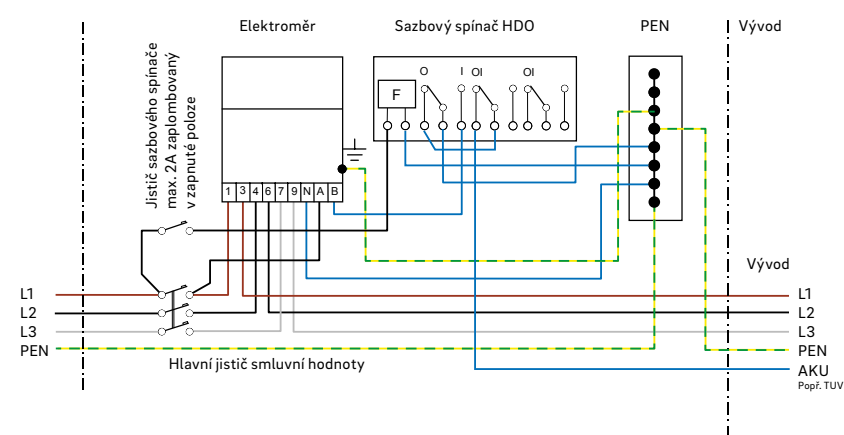 Elektroměr
Sazbový spínač HDO
PEN
Vývod
Jistič sazbového spínače
max. 2A zaplombovaný
v zapnuté poloze
O
I
OI
OI
F
1 3 4 6 7 9 N A B
Vývod
L1
L2
L3
PEN
L1
L2
L3
PEN
AKU
Popř. TUV
Hlavní jistič smluvní hodnoty